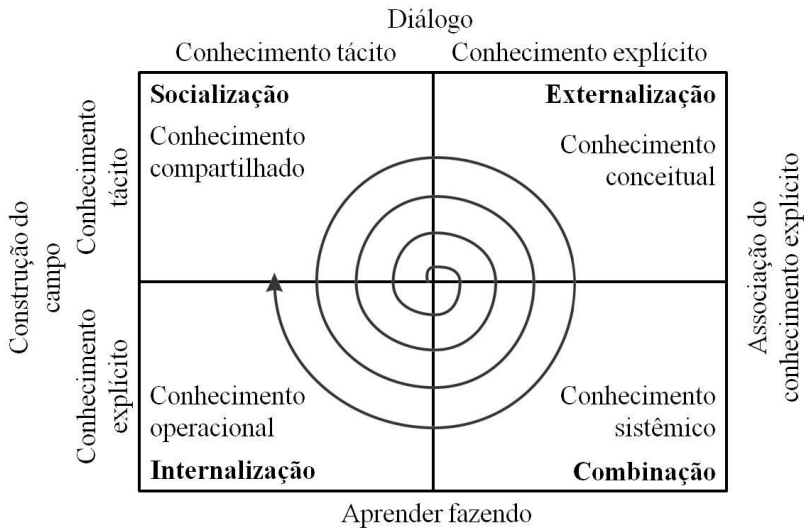 Diálogo
Conhecimento tácito
Conhecimento explícito
Socialização
Externalização
Conhecimento
compartilhado
Conhecimento
conceitual
Construção do
campo
Conhecimento
tácito
Conhecimento
explícito
Associação do
conhecimento explícito
Conhecimento
operacional
Conhecimento
sistêmico
Internalização
Combinação
Aprender fazendo